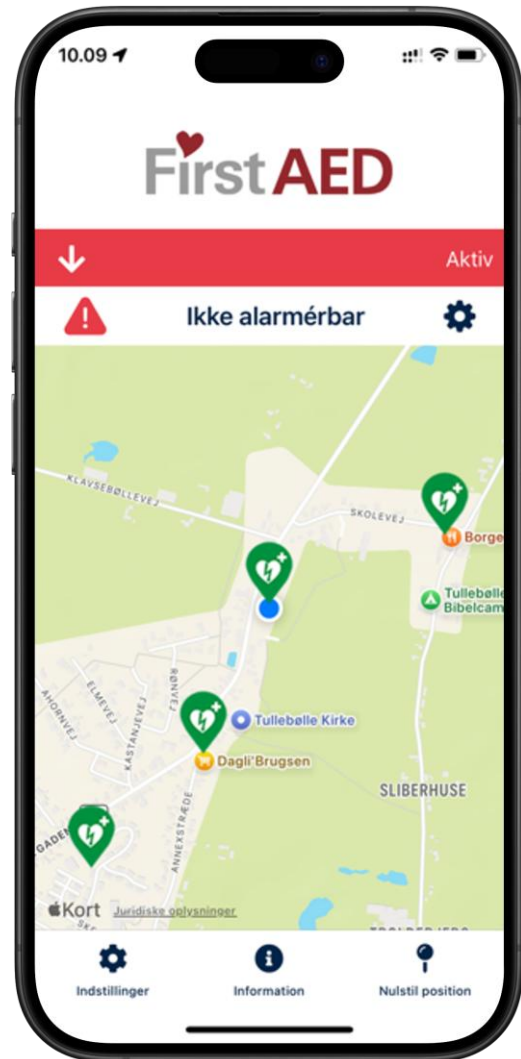 10.09
First AED
Aktiv
Ikke alarmérbar
KLAVSEBØLLEVEJ
SKOLEVEJ
Borge
Tullebølle
Bibelcam
RØNVEJ
ELMEVEJ
AHORNVEJ
KASTANJEVEJ
Tullebølle Kirke
Dagli'Brugsen
SLIBERHUSE
GADEN
ANNEXSTRÆDE
Kort
Juridiske oplysninger
Indstillinger
Information
Nulstil position